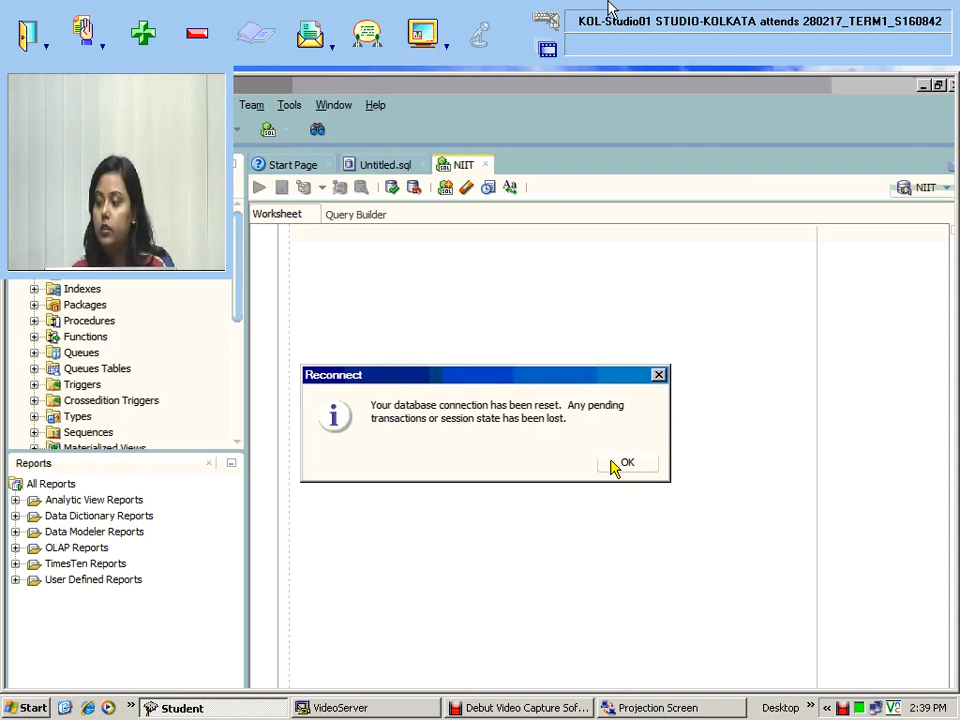 KOL-Studio01 STUDIO-KOLKATA attends 280217_TERM1_S160842
Team Tools Window Help
Start Page Untitled.sql NIIT
NIIT
Worksheet Query Builder
Indexes
Packages
Procedures
Functions
Queues
Queues Tables
Triggers
Crossedition Triggers
Types
Sequences
Materialized Views
Reconnect
Your database connection has been reset. Any pending
transactions or session state has been lost.
OK
Reports
All Reports
Analytic View Reports
Data Dictionary Reports
Data Modeler Reports
OLAP Reports
TimesTen Reports
User Defined Reports
Start Student VideoServer Debut Video Capture Sof... Projection Screen Desktop 2:39 PM